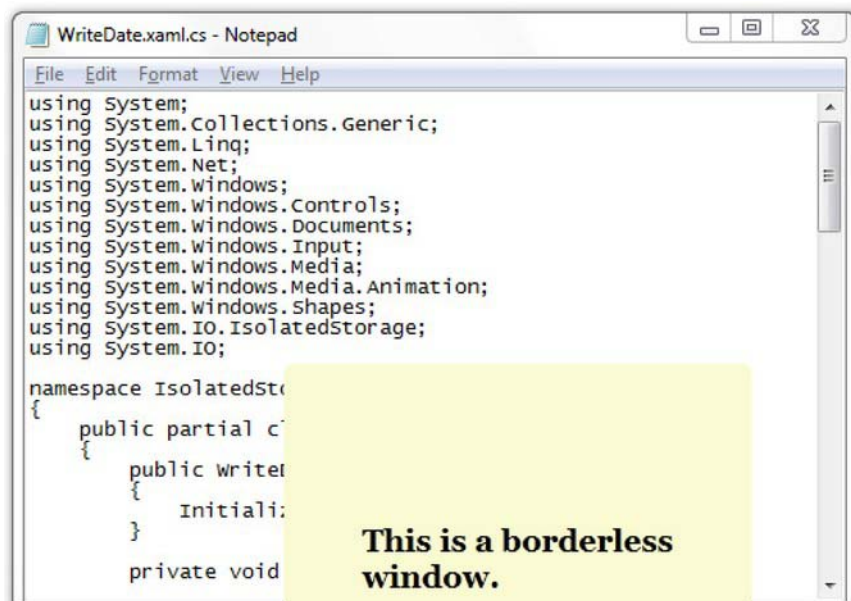 WriteDate.xaml.cs - Notepad
File Edit Format View Help
using System;
using System.Collections.Generic;
using System.Linq;
using System.Net;
using System.Windows;
using System.Windows.Controls;
using System.Windows.Documents;
using System.Windows.Input;
using System.Windows.Media;
using System.Windows.Media.Animation;
using System.Windows.Shapes;
using System.IO.IsolatedStorage;
using System.IO;
namespace IsolatedSto
{
public partial cl
{
public WriteD
{
Initializ
}
private void
This is a borderless
window.